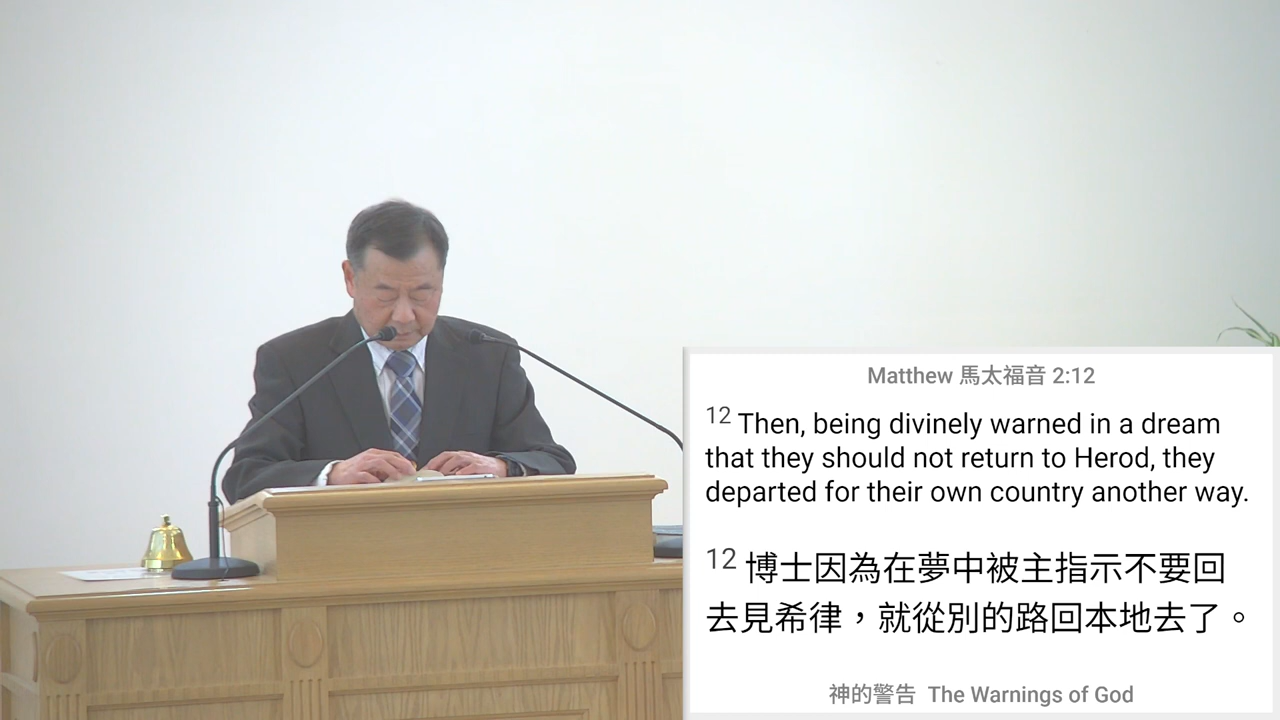 Matthew 馬太福音 2:12
12 Then, being divinely warned in a dream
that they should not return to Herod, they
departed for their own country another way.
12 博士因為在夢中被主指示不要回
去見希律，就從別的路回本地去了。
神的警告 The Warnings of God